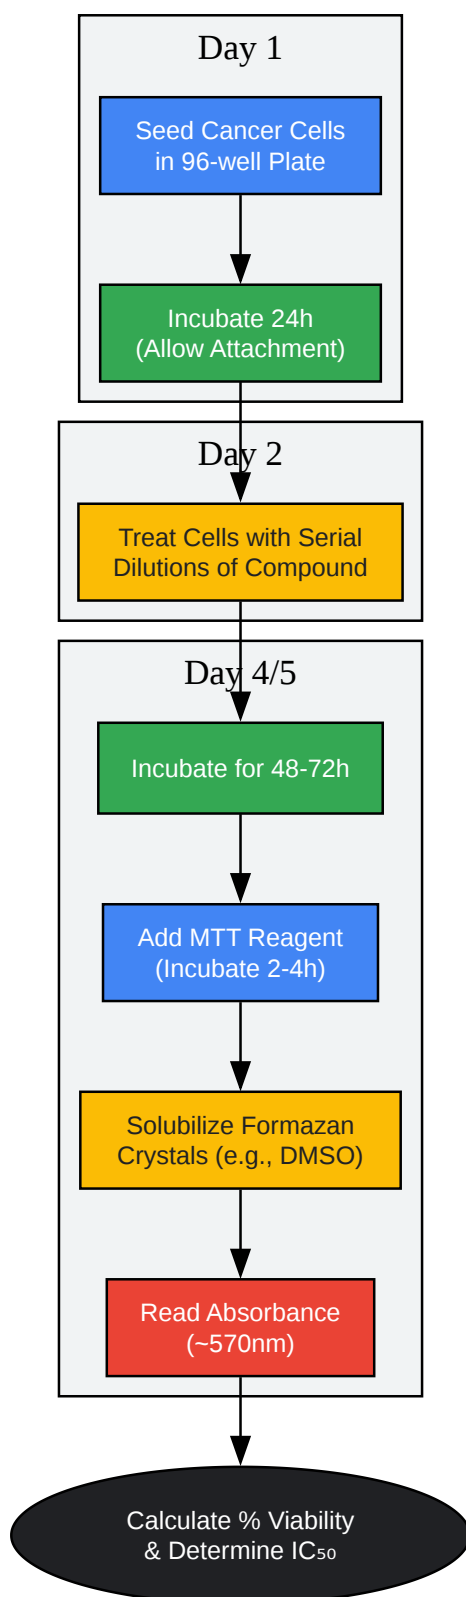 Day 1
Seed Cancer Cells
in 96-well Plate
Incubate 24h
(Allow Attachment)
Day 2
Treat Cells with Serial
Dilutions of Compound
Day 4/5
Incubate for 48-72h
Add MTT Reagent
(Incubate 2-4h)
Solubilize Formazan
Crystals (e.g., DMSO)
Read Absorbance
(~570nm)
Calculate % Viability
& Determine IC₅₀